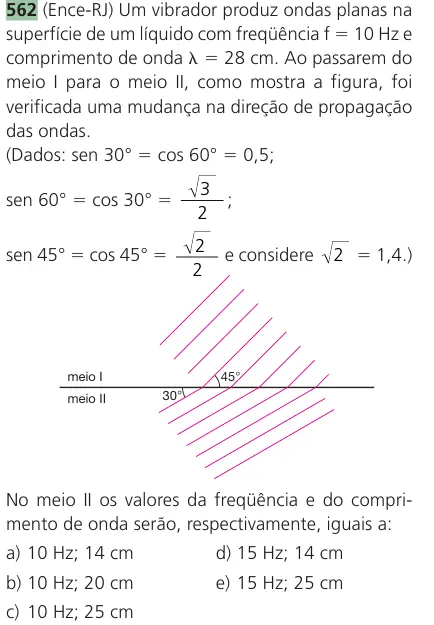 562 (Ence-RJ) Um vibrador produz ondas planas na
superfície de um líquido com freqüência f = 10 Hz e
comprimento de onda λ = 28 cm. Ao passarem do
meio I para o meio II, como mostra a figura, foi
verificada uma mudança na direção de propagação
das ondas.
(Dados: sen 30° = cos 60° = 0,5;
sen 60° = cos 30° = √3/2;
sen 45° = cos 45° = √2/2 e considere √2 = 1,4.)
meio I 45°
meio II 30°
No meio II os valores da freqüência e do compri-
mento de onda serão, respectivamente, iguais a:
a) 10 Hz; 14 cm d) 15 Hz; 14 cm
b) 10 Hz; 20 cm e) 15 Hz; 25 cm
c) 10 Hz; 25 cm